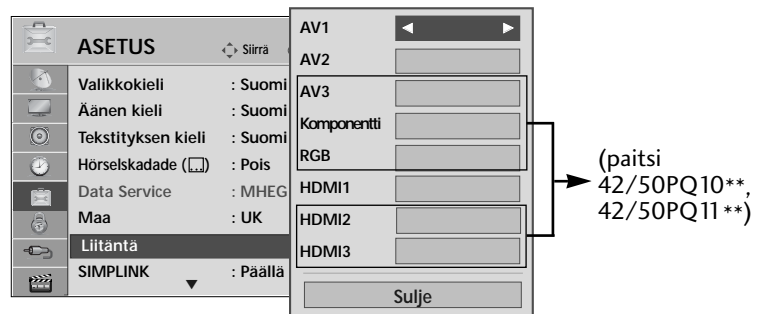 ASETUS
Siirrä
Valikkokieli : Suomi
Äänen kieli : Suomi
Tekstityksen kieli : Suomi
Hörselskadade ( ) : Pois
Data Service : MHEG
Maa : UK
Liitäntä
SIMPLINK : Päällä
AV1
AV2
AV3
Komponentti
RGB
HDMI1
HDMI2
HDMI3
Sulje
(paitsi
42/50PQ10**,
42/50PQ11**)